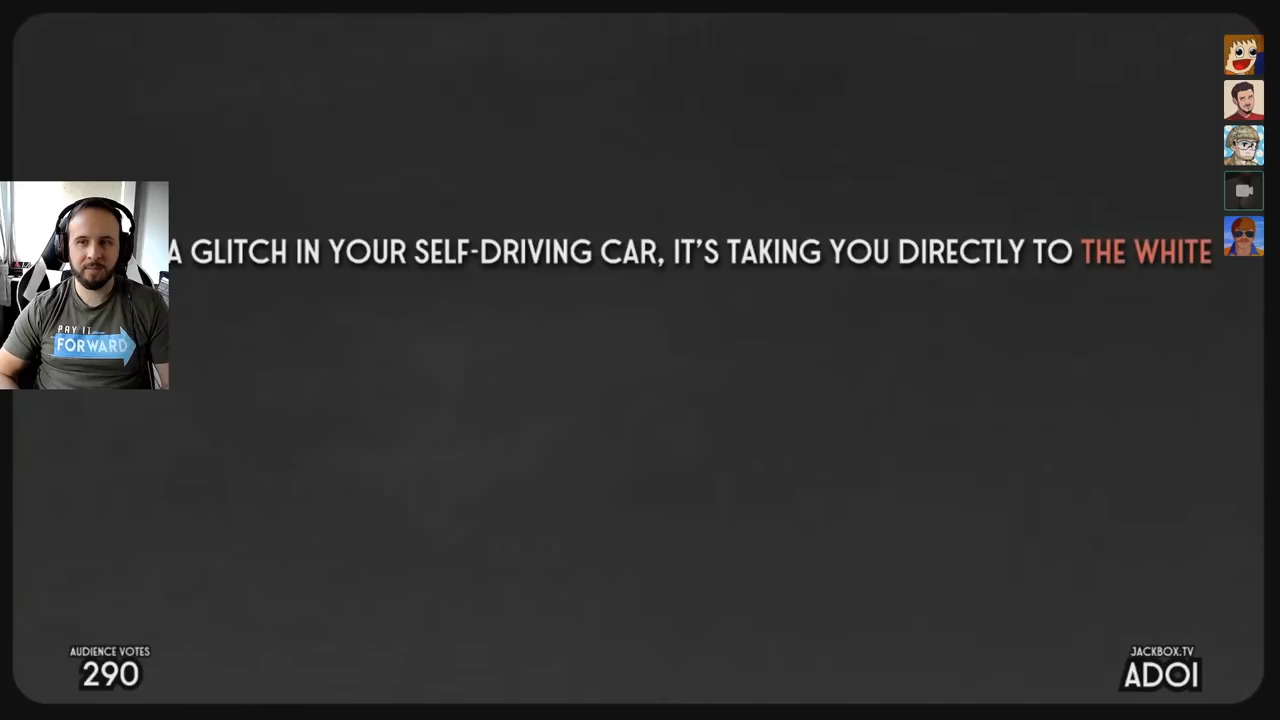 A GLITCH IN YOUR SELF-DRIVING CAR, IT'S TAKING YOU DIRECTLY TO THE WHITE
PAY IT
FORWARD
AUDIENCE VOTES
290
JACKBOX.TV
ADOI